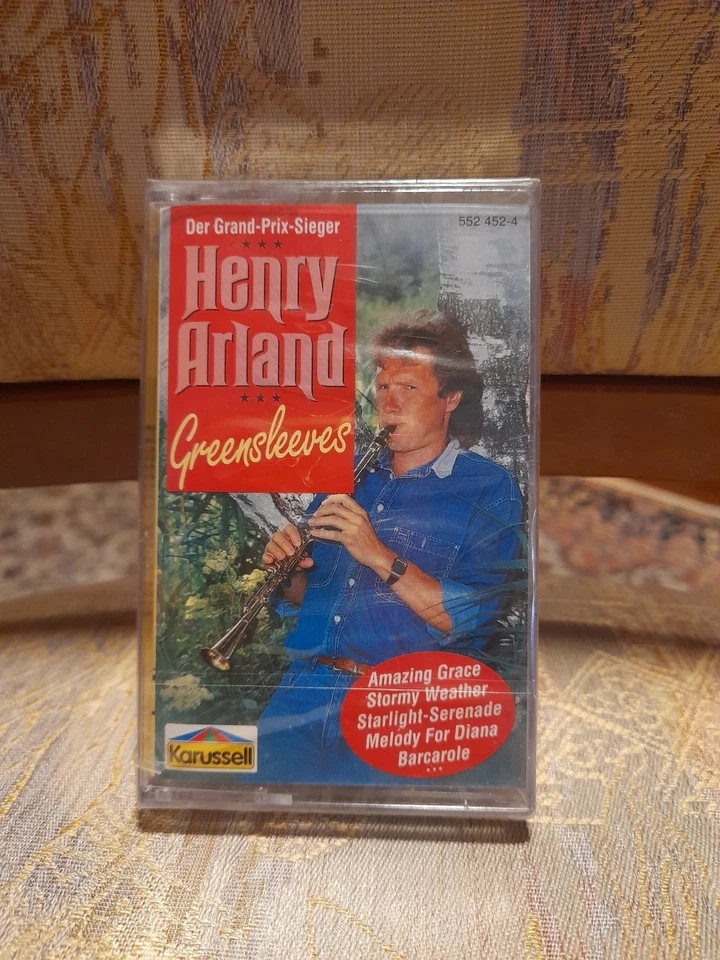 Der Grand-Prix-Sieger
★ ★ ★
Henry
Arland
★ ★ ★
Greensleeves
552 452-4
Amazing Grace
Stormy Weather
Starlight-Serenade
Melody For Diana
Barcarole
...
Karussell